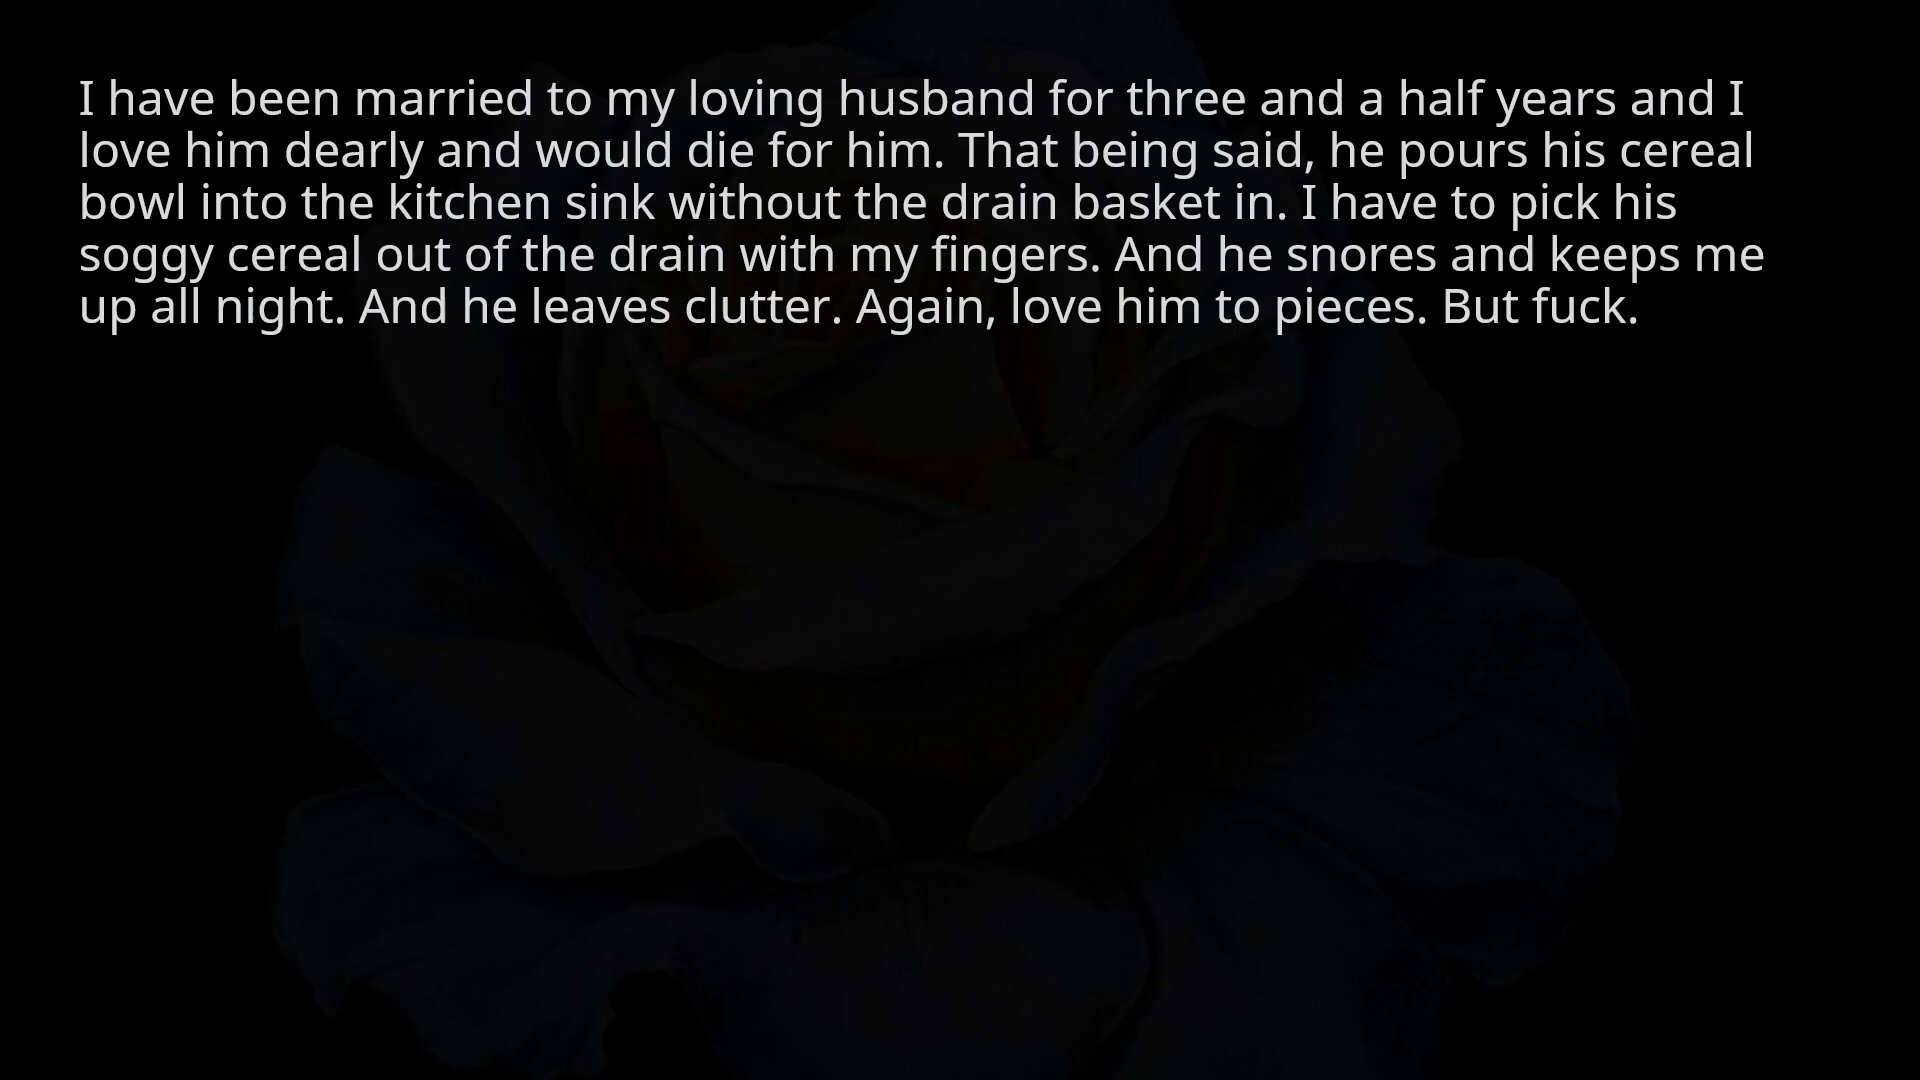 I have been married to my loving husband for three and a half years and I
love him dearly and would die for him. That being said, he pours his cereal
bowl into the kitchen sink without the drain basket in. I have to pick his
soggy cereal out of the drain with my fingers. And he snores and keeps me
up all night. And he leaves clutter. Again, love him to pieces. But fuck.